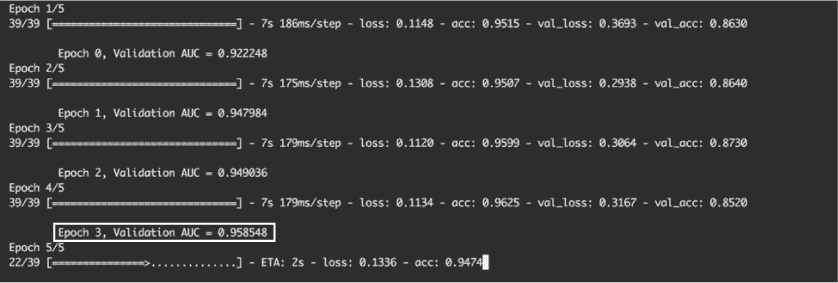 Epoch 1/5
39/39 [==============================] - 7s 186ms/step - loss: 0.1148 - acc: 0.9515 - val_loss: 0.3693 - val_acc: 0.8630
Epoch 0, Validation AUC = 0.922248
Epoch 2/5
39/39 [==============================] - 7s 175ms/step - loss: 0.1308 - acc: 0.9507 - val_loss: 0.2938 - val_acc: 0.8640
Epoch 1, Validation AUC = 0.947984
Epoch 3/5
39/39 [==============================] - 7s 179ms/step - loss: 0.1120 - acc: 0.9599 - val_loss: 0.3064 - val_acc: 0.8730
Epoch 2, Validation AUC = 0.949036
Epoch 4/5
39/39 [==============================] - 7s 179ms/step - loss: 0.1134 - acc: 0.9625 - val_loss: 0.3167 - val_acc: 0.8520
Epoch 3, Validation AUC = 0.958548
Epoch 5/5
22/39 [===============>..............] - ETA: 2s - loss: 0.1336 - acc: 0.9474